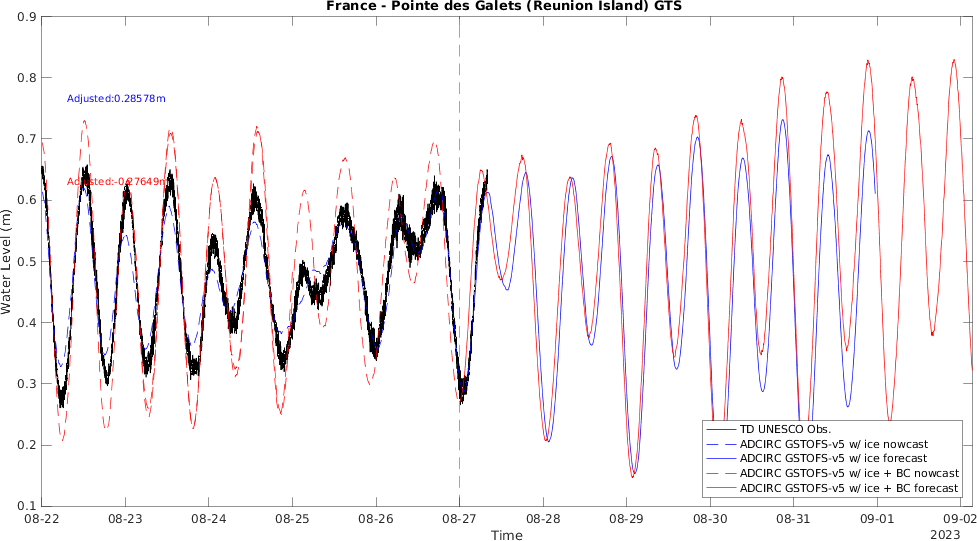 France - Pointe des Galets (Reunion Island) GTS
0.9
0.8
0.7
0.6
0.5
0.4
0.3
0.2
0.1
Water Level (m)
Adjusted:0.28578m
Adjusted:-0.27649m
TD UNESCO Obs.
ADCIRC GSTOFS-v5 w/ ice nowcast
ADCIRC GSTOFS-v5 w/ ice forecast
ADCIRC GSTOFS-v5 w/ ice + BC nowcast
ADCIRC GSTOFS-v5 w/ ice + BC forecast
08-22 08-23 08-24 08-25 08-26 08-27 08-28 08-29 08-30 08-31 09-01 09-02
Time
2023